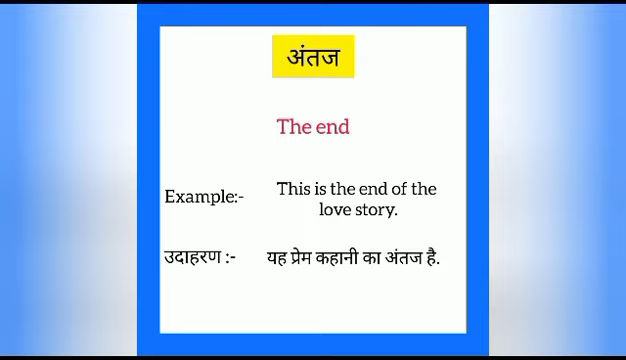 अंतज
The end
Example:- This is the end of the
love story.
उदाहरण :- यह प्रेम कहानी का अंतज है.